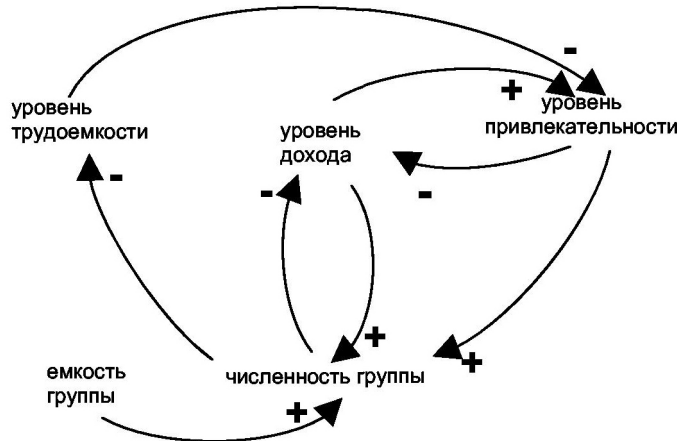 -
+
уровень
трудоемкости
уровень
дохода
уровень
привлекательности
-
-
-
+
+
емкость
группы
численность группы
+